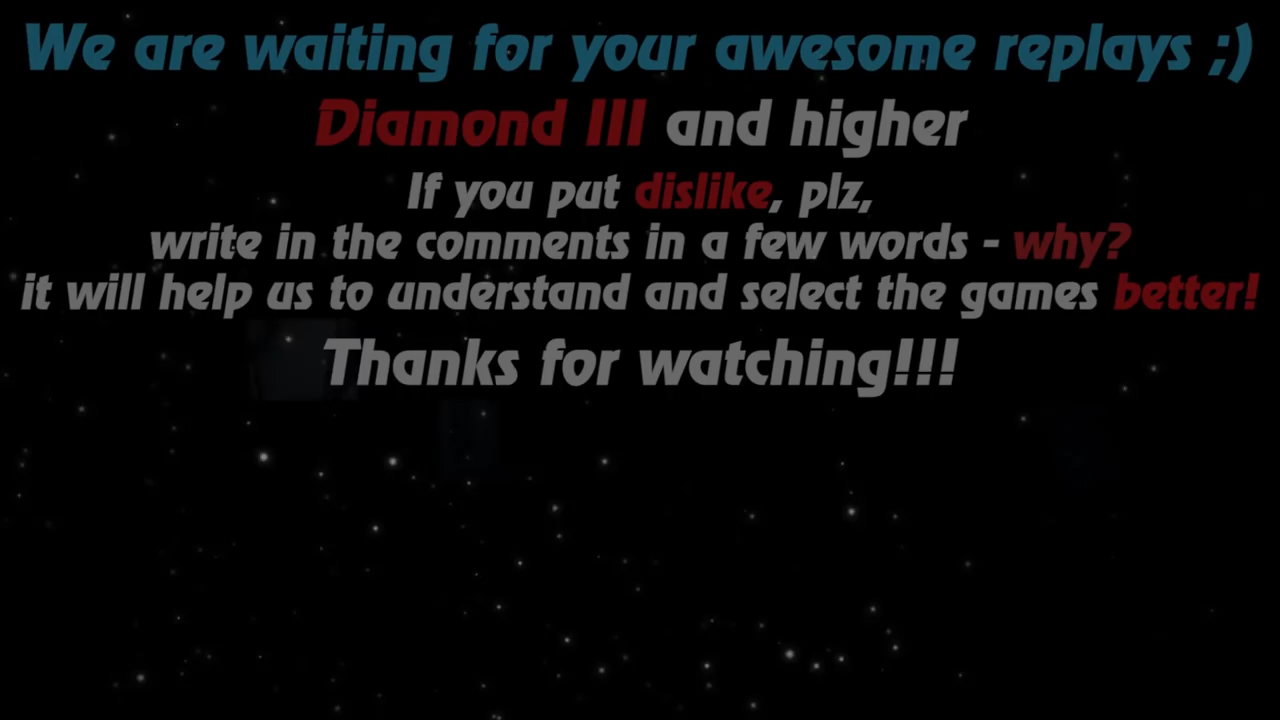 We are waiting for your awesome replays ;)
Diamond III and higher
If you put dislike, plz,
write in the comments in a few words - why?
it will help us to understand and select the games better!
Thanks for watching!!!